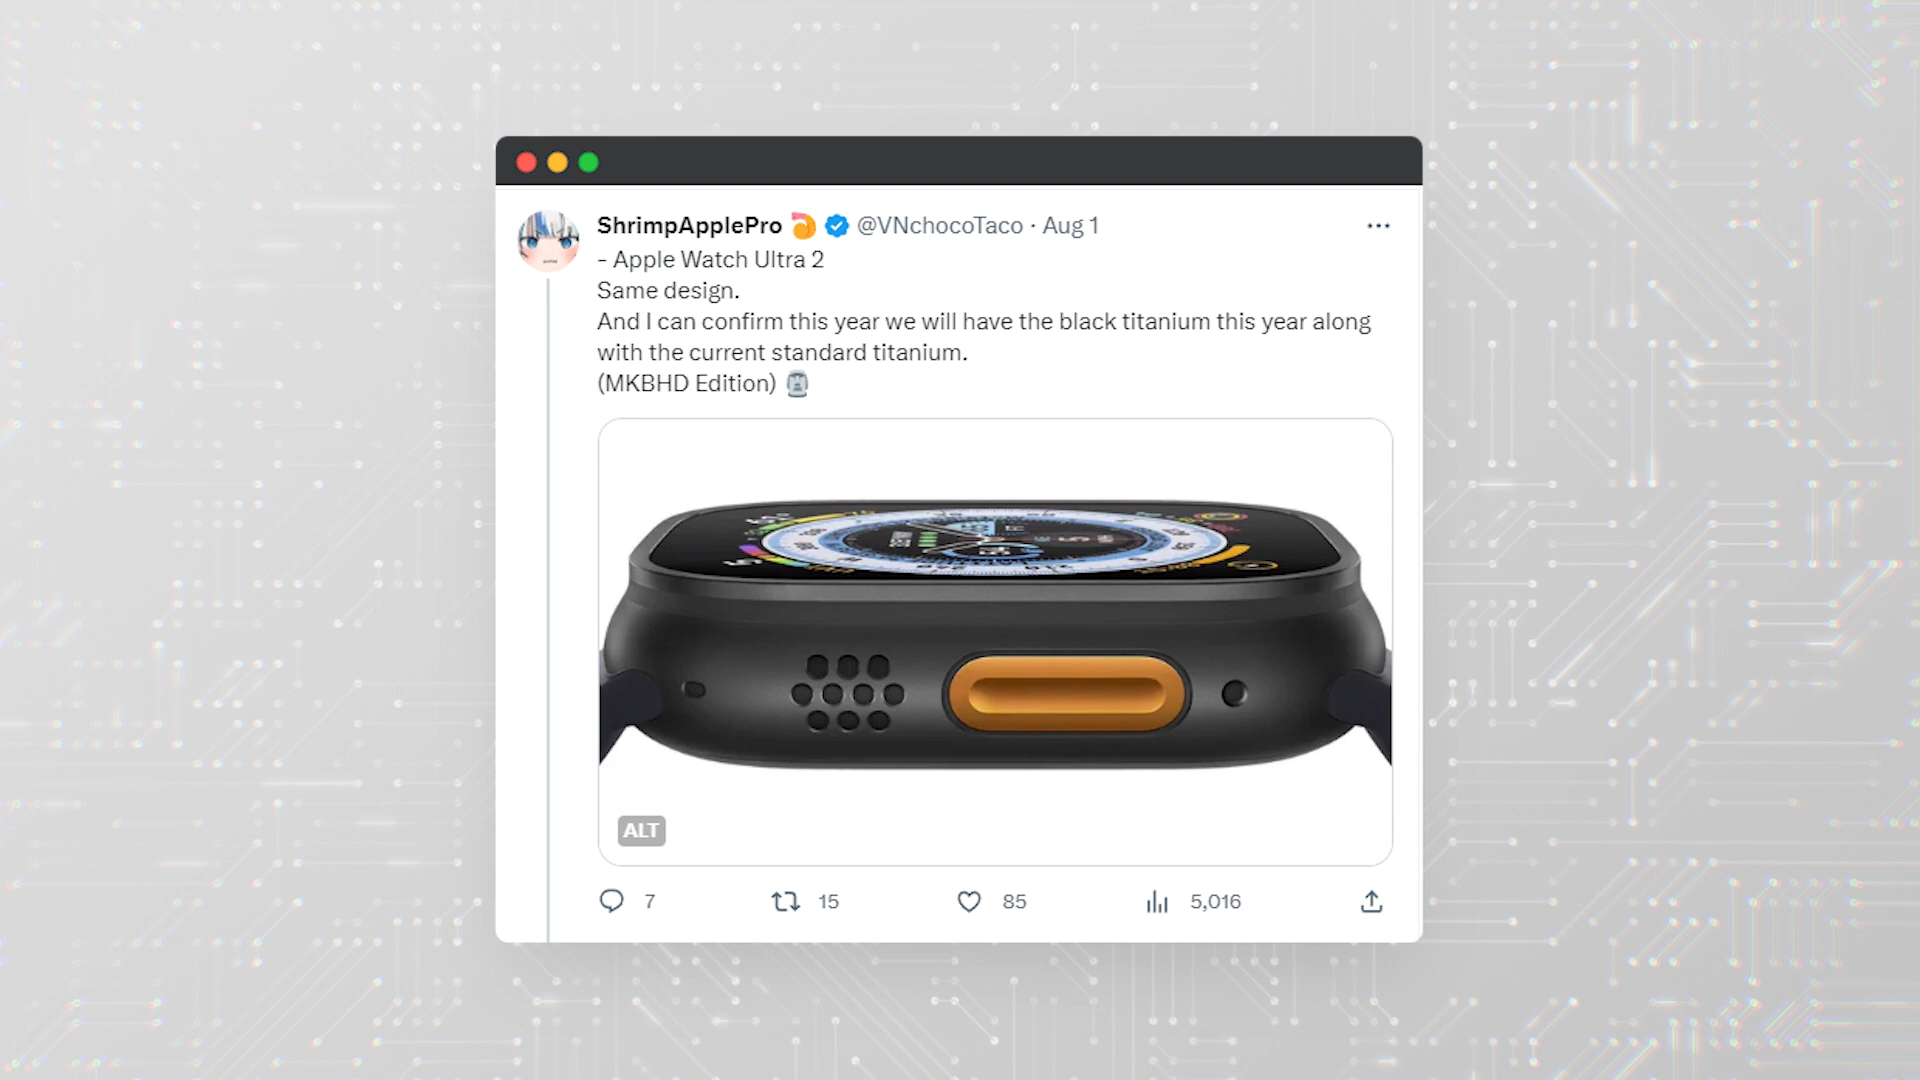 ShrimpApplePro 🍤 @VNchocoTaco · Aug 1
- Apple Watch Ultra 2
Same design.
And I can confirm this year we will have the black titanium this year along
with the current standard titanium.
(MKBHD Edition) 🗿
ALT
7 15 85 5,016